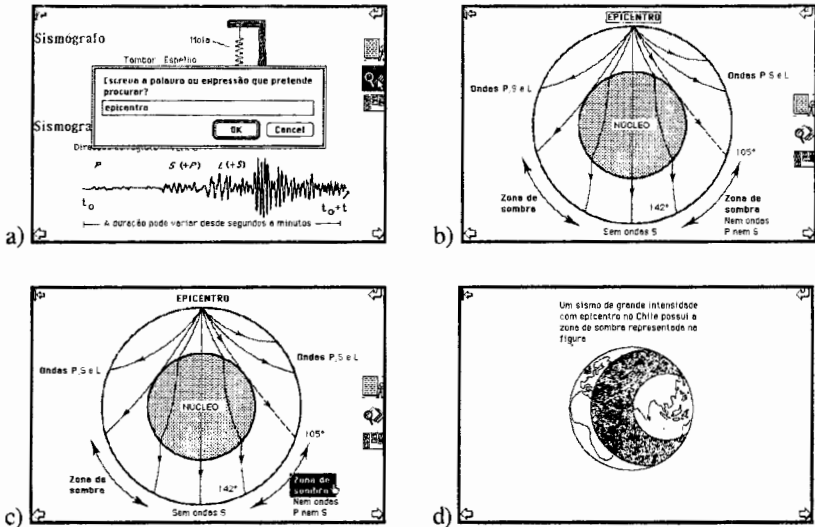 Sismógrafo
Mola
Tambor Espelho
Escreva a palavra ou expressão que pretende
procurar?
epicentro
OK Cancel
Sismogra
P S (+P) L (+S)
t₀ t₀+t
A duração pode variar desde segundos a minutos
a)
EPICENTRO
Ondas P,S e L
Ondas P,S e L
NÚCLEO
105°
Zona de
sombra
142°
Zona de
sombra
Nem ondas
P nem S
Sem ondas S
b)
EPICENTRO
Ondas P,S e L
Ondas P,S e L
NÚCLEO
105°
Zona de
sombra
142°
Zona de
sombra
Nem ondas
P nem S
Sem ondas S
c)
Um sismo de grande intensidade
com epicentro no Chile possui a
zona de sombra representada na
figura
d)